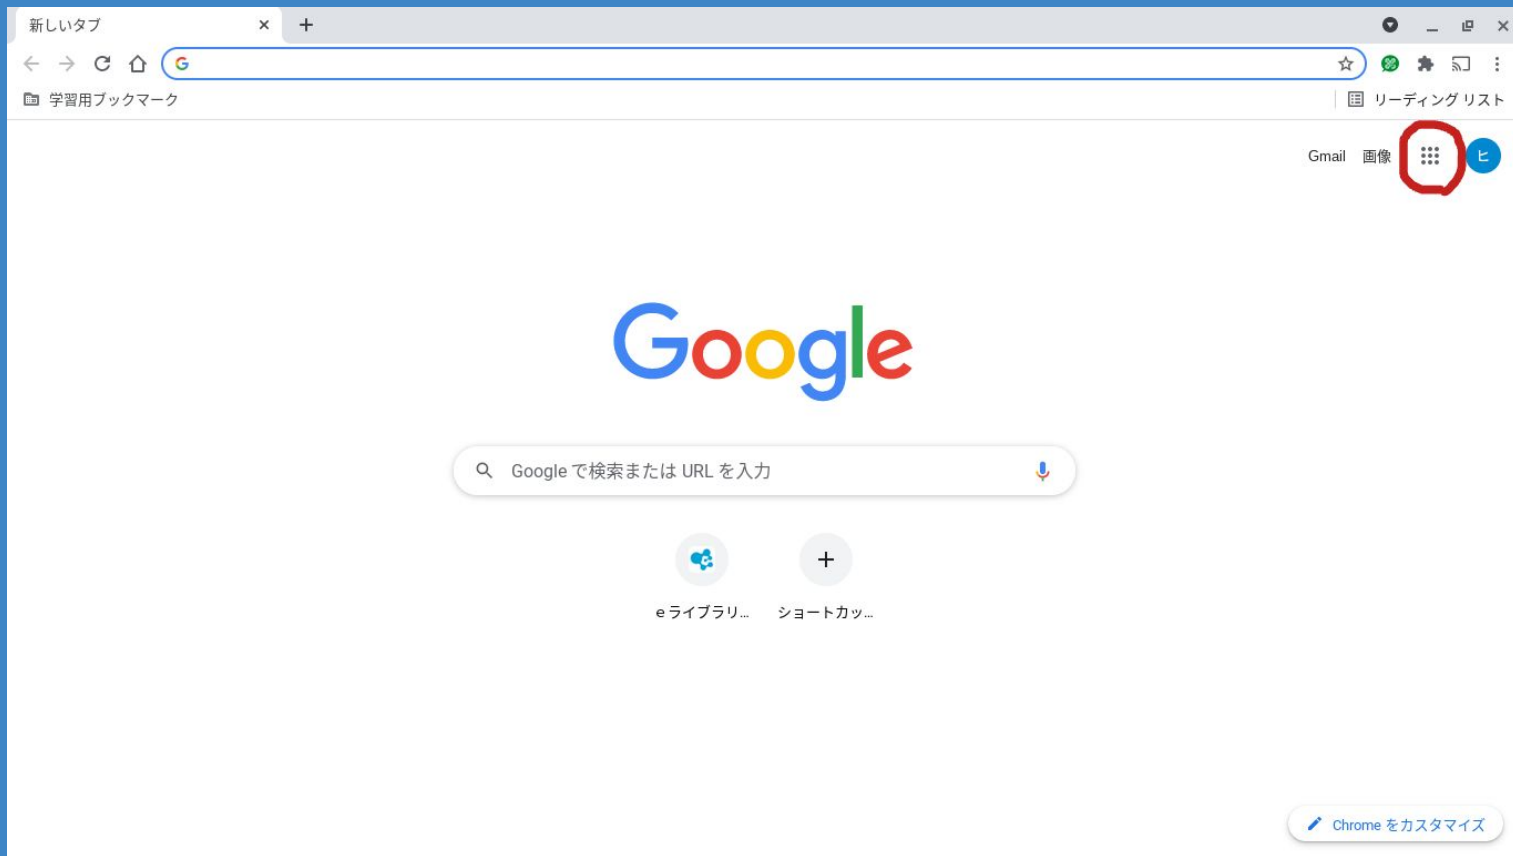 新しいタブ
学習用ブックマーク
リーディング リスト
Gmail 画像 ヒ
Google
Google で検索または URL を入力
e ライブラリ...
ショートカッ...
Chrome をカスタマイズ